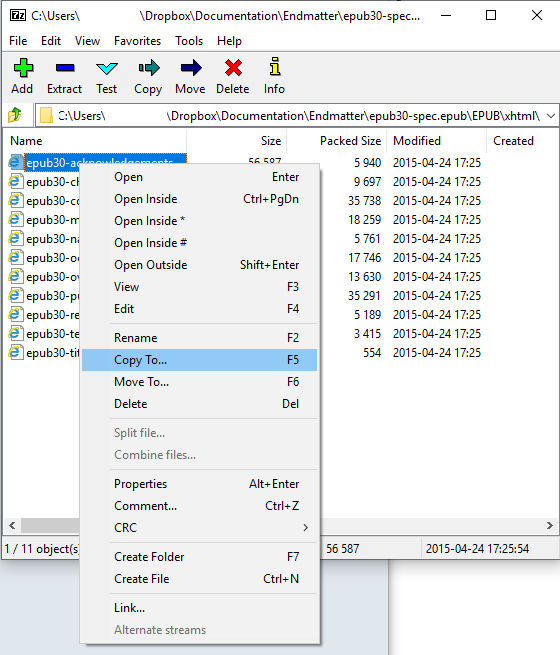 7z C:\Users\ \Dropbox\Documentation\Endmatter\epub30-spec....
File Edit View Favorites Tools Help
Add Extract Test Copy Move Delete Info
C:\Users\ \Dropbox\Documentation\Endmatter\epub30-spec.epub\EPUB\xhtml\
Name Size Packed Size Modified Created
epub30-acknowledgements... 56 587 5 940 2015-04-24 17:25
epub30-ch 9 697 2015-04-24 17:25
epub30-co 35 738 2015-04-24 17:25
epub30-m 18 259 2015-04-24 17:25
epub30-na 5 761 2015-04-24 17:25
epub30-oc 17 746 2015-04-24 17:25
epub30-ov 13 630 2015-04-24 17:25
epub30-pu 35 291 2015-04-24 17:25
epub30-re 5 189 2015-04-24 17:25
epub30-te 3 415 2015-04-24 17:25
epub30-tit 554 2015-04-24 17:25
Open Enter
Open Inside Ctrl+PgDn
Open Inside *
Open Inside #
Open Outside Shift+Enter
View F3
Edit F4
Rename F2
Copy To... F5
Move To... F6
Delete Del
Split file...
Combine files...
Properties Alt+Enter
Comment... Ctrl+Z
CRC
Create Folder F7
Create File Ctrl+N
Link...
Alternate streams
1 / 11 object(s) 56 587 2015-04-24 17:25:54